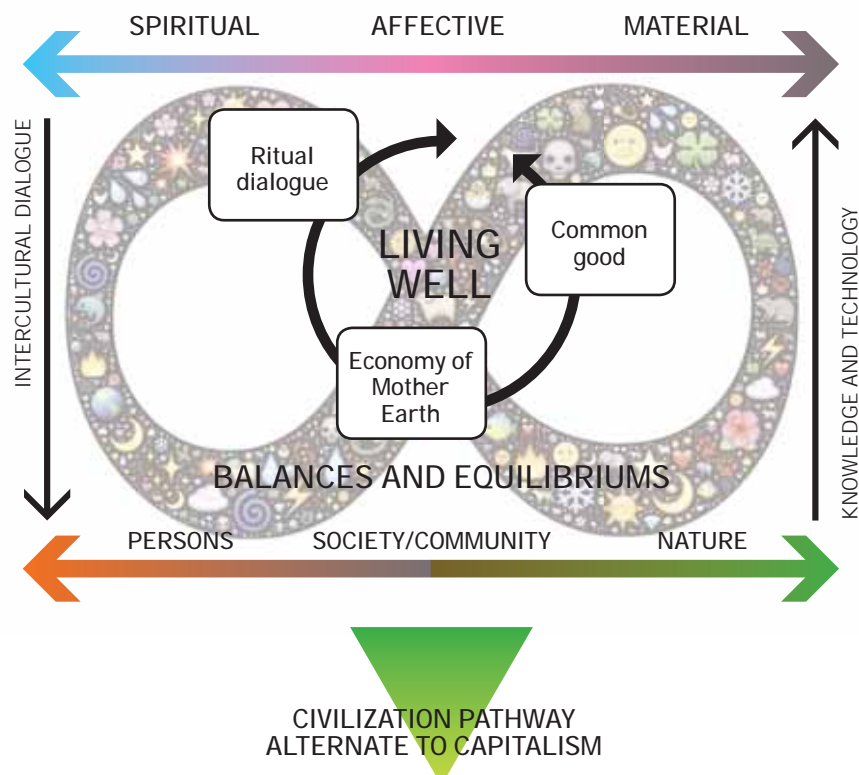 SPIRITUAL AFFECTIVE MATERIAL
INTERCULTURAL DIALOGUE
Ritual
dialogue
LIVING
WELL
Common
good
Economy of
Mother
Earth
KNOWLEDGE AND TECHNOLOGY
BALANCES AND EQUILIBRIUMS
PERSONS SOCIETY/COMMUNITY NATURE
CIVILIZATION PATHWAY
ALTERNATE TO CAPITALISM